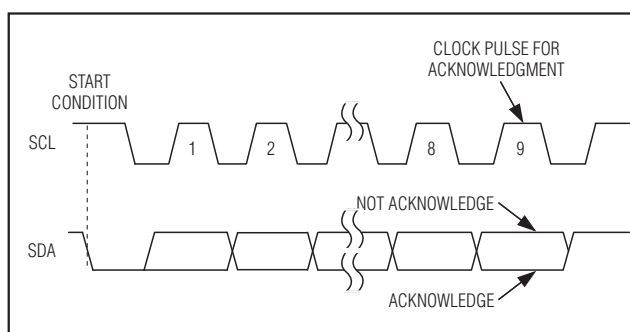 CLOCK PULSE FOR
ACKNOWLEDGMENT
START
CONDITION
SCL
1
2
8
9
NOT ACKNOWLEDGE
SDA
ACKNOWLEDGE